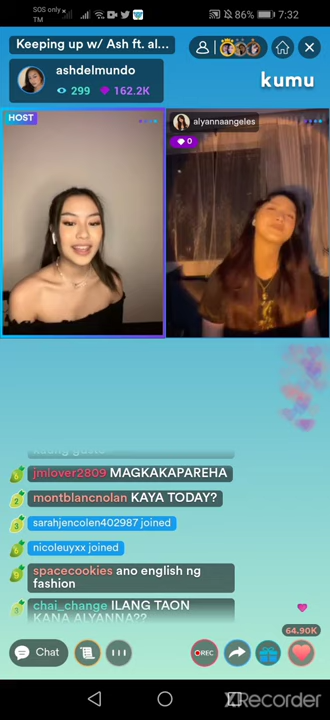 SOS only
TM
86% 7:32
Keeping up w/ Ash ft. al...
ashdelmundo
299 162.2K
kumu
HOST
alyannaangeles
0
jmlover2809 MAGKAKAPAREHA
montblancnolan KAYA TODAY?
sarahjencolen402987 joined
nicoleuyxx joined
spacecookies ano english ng
fashion
chai_change ILANG TAON
KANA ALYANNA??
64.90K
Chat
REC
XRecorder